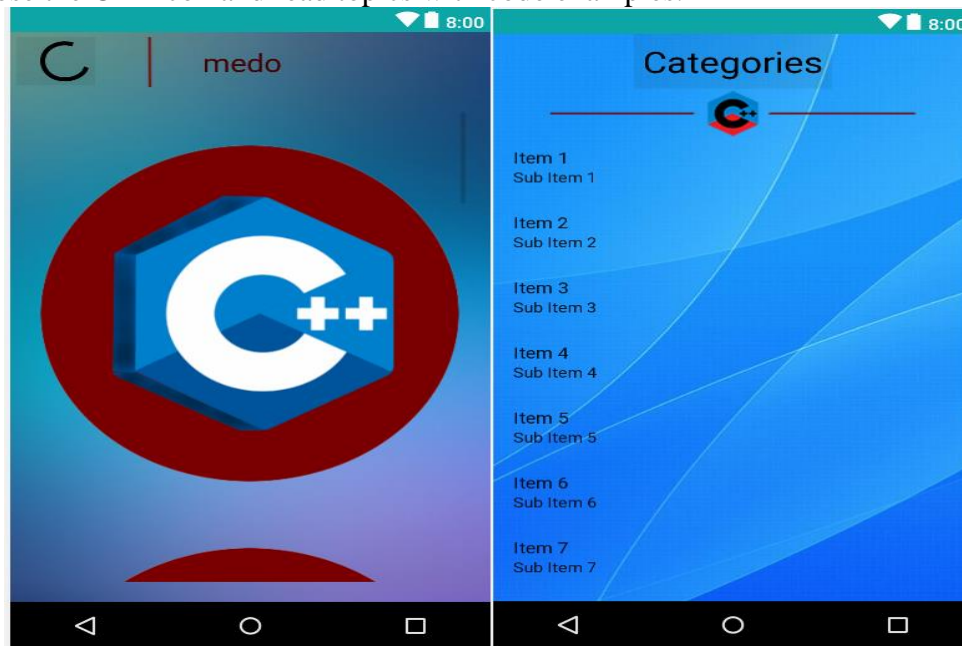 8:00
medo
C++
8:00
Categories
C++
Item 1
Sub Item 1
Item 2
Sub Item 2
Item 3
Sub Item 3
Item 4
Sub Item 4
Item 5
Sub Item 5
Item 6
Sub Item 6
Item 7
Sub Item 7